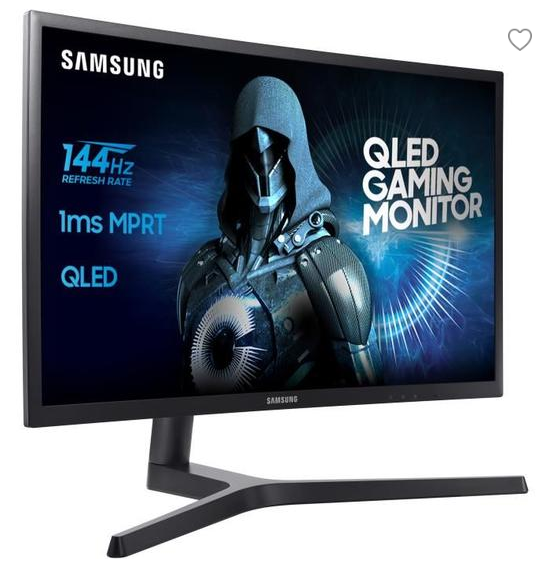 SAMSUNG
144HZ
REFRESH RATE
1ms MPRT
QLED
QLED
GAMING
MONITOR
SAMSUNG